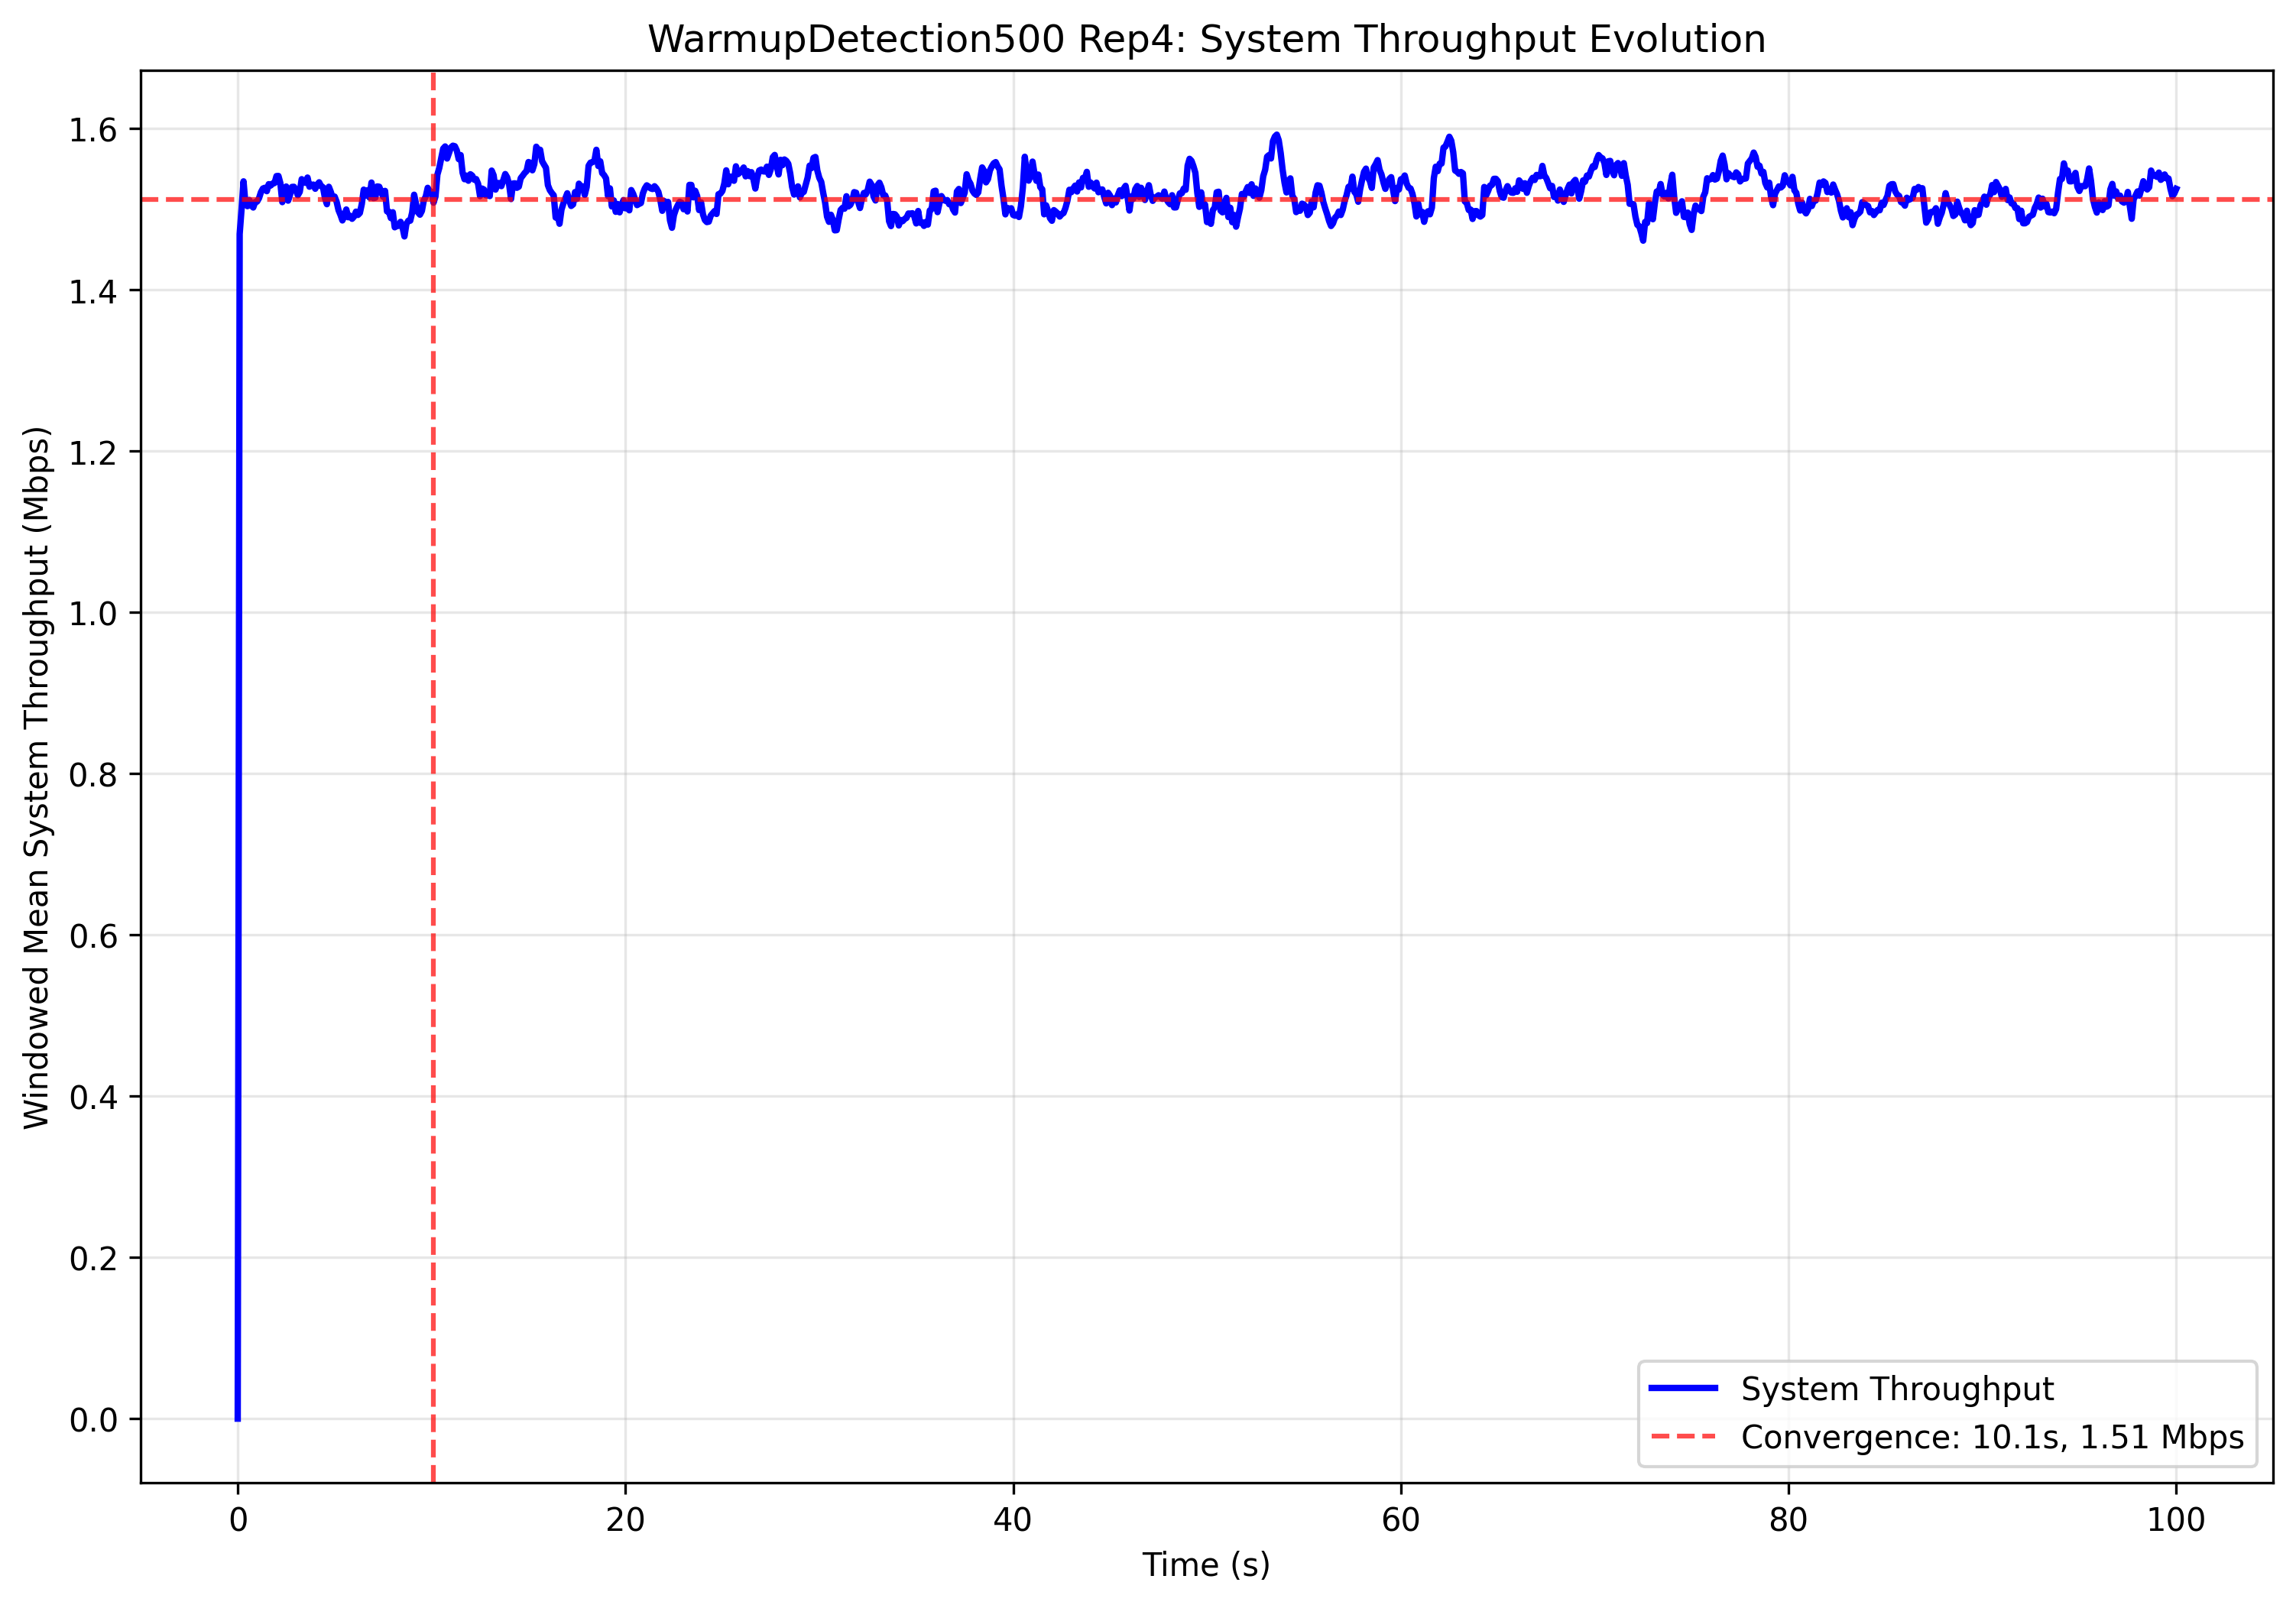 WarmupDetection500 Rep4: System Throughput Evolution
Windowed Mean System Throughput (Mbps)
1.6
1.4
1.2
1.0
0.8
0.6
0.4
0.2
0.0
System Throughput
Convergence: 10.1s, 1.51 Mbps
0 20 40 60 80 100
Time (s)